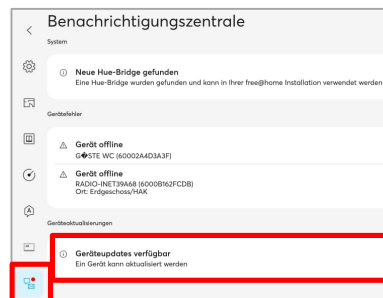 Benachrichtigungszentrale
System
Neue Hue-Bridge gefunden
Eine Hue-Bridge wurden gefunden und kann in Ihrer free@home Installation verwendet werden
Gerätefehler
Gerät offline
G�STE WC (60002A4D3A3F)
Gerät offline
RADIO-INET39A68 (6000B162FCDB)
Ort: Erdgeschoss/HAK
Geräteaktualisierungen
Geräteupdates verfügbar
Ein Gerät kann aktualisiert werden